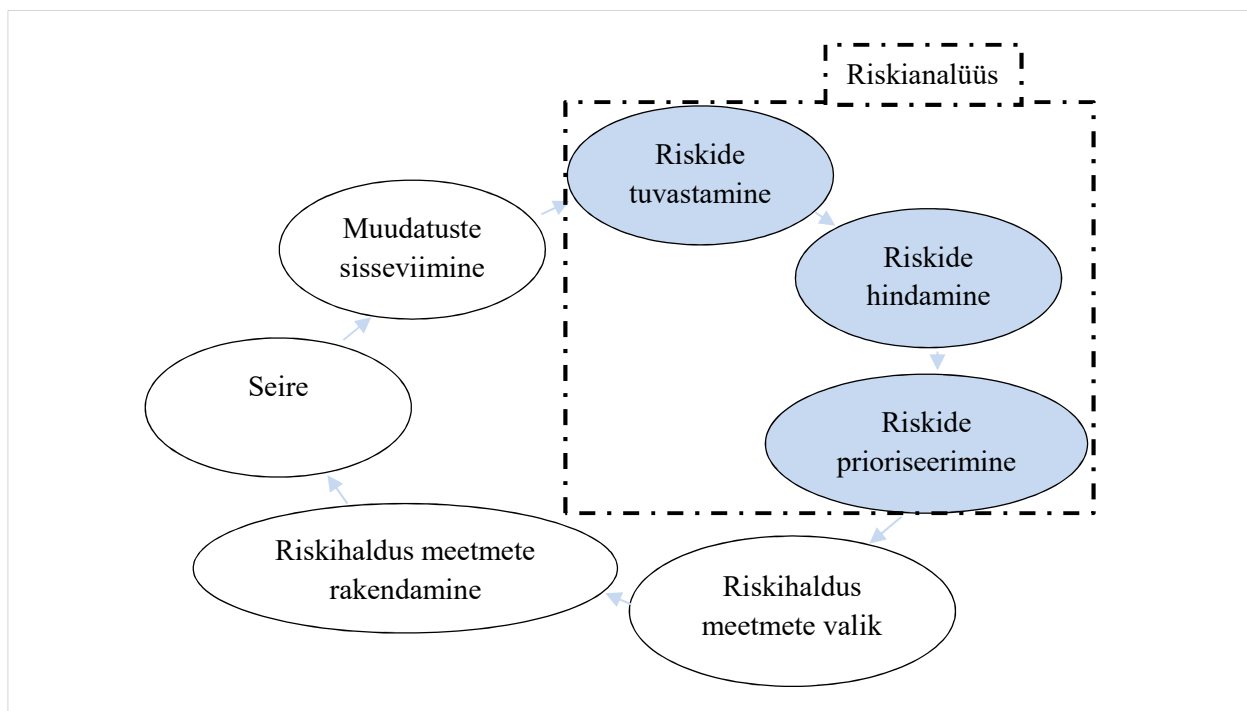 Riskianalüüs
Riskide
tuvastamine
Riskide
hindamine
Riskide
prioriseerimine
Riskihaldus
meetmete valik
Riskihaldus meetmete
rakendamine
Seire
Muudatuste
sisseviimine